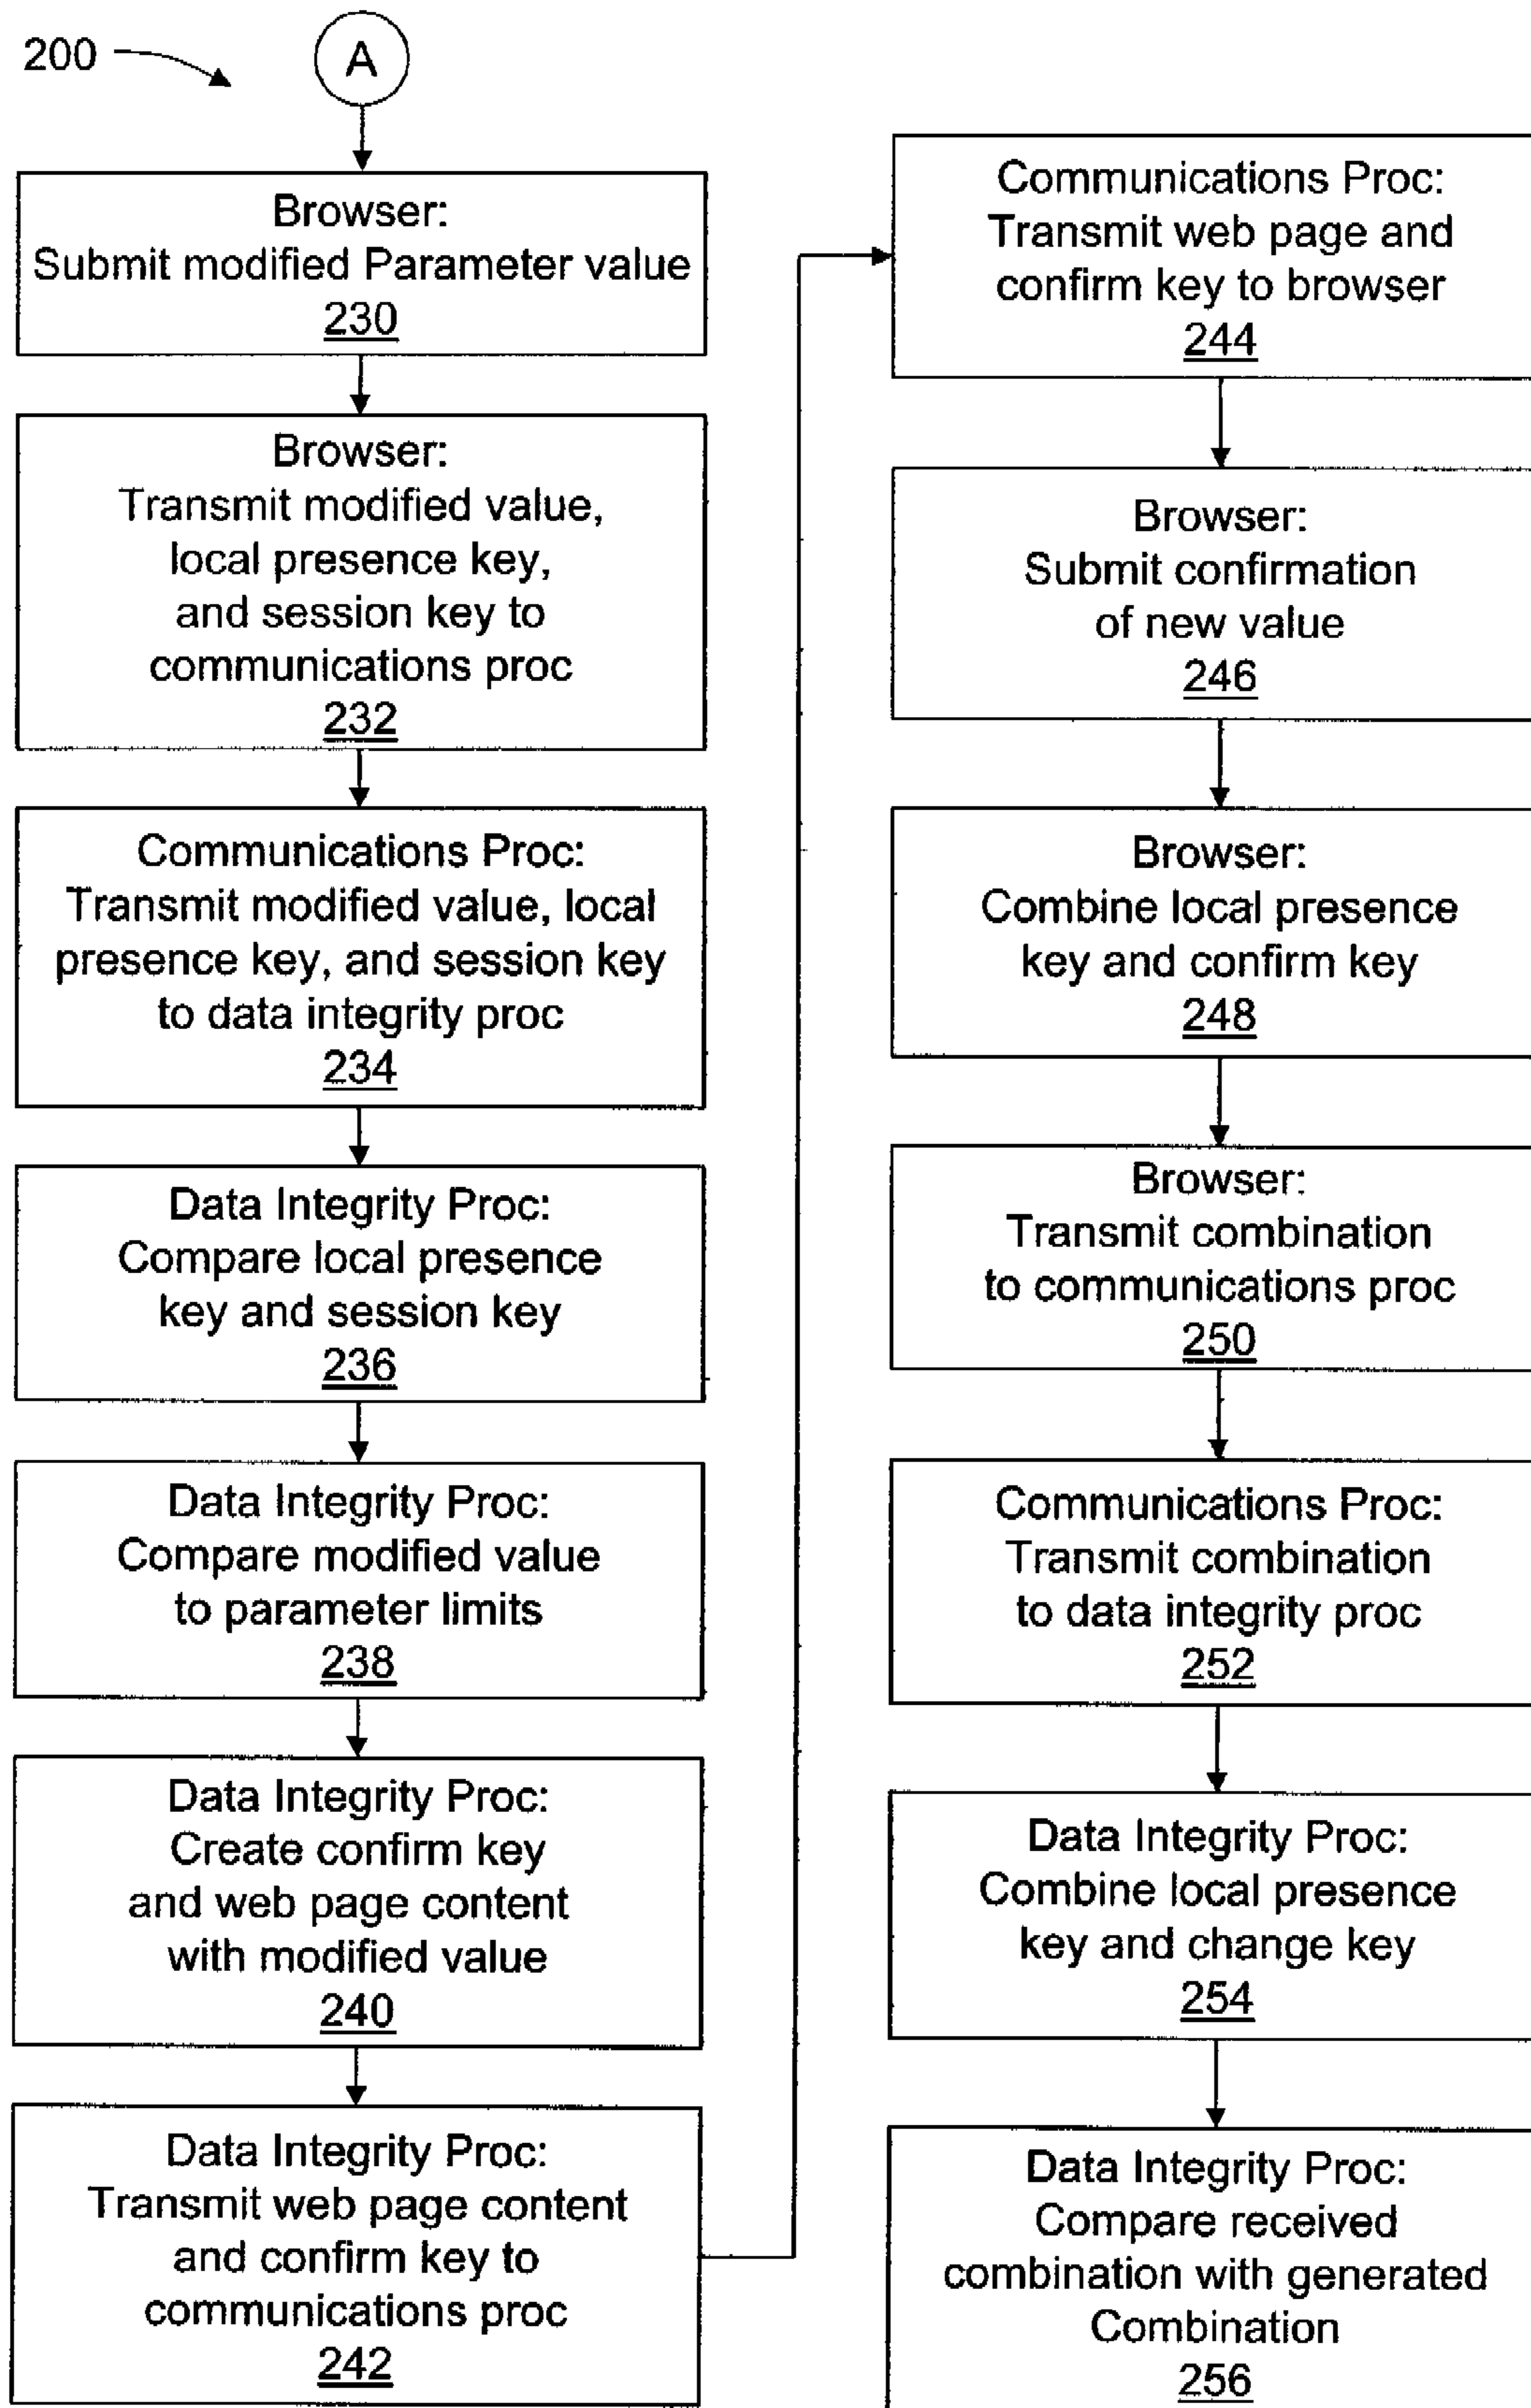 200
A
Browser:
Submit modified Parameter value
230
Browser:
Transmit modified value,
local presence key,
and session key to
communications proc
232
Communications Proc:
Transmit modified value, local
presence key, and session key
to data integrity proc
234
Data Integrity Proc:
Compare local presence
key and session key
236
Data Integrity Proc:
Compare modified value
to parameter limits
238
Data Integrity Proc:
Create confirm key
and web page content
with modified value
240
Data Integrity Proc:
Transmit web page content
and confirm key to
communications proc
242
Communications Proc:
Transmit web page and
confirm key to browser
244
Browser:
Submit confirmation
of new value
246
Browser:
Combine local presence
key and confirm key
248
Browser:
Transmit combination
to communications proc
250
Communications Proc:
Transmit combination
to data integrity proc
252
Data Integrity Proc:
Combine local presence
key and change key
254
Data Integrity Proc:
Compare received
combination with generated
Combination
256